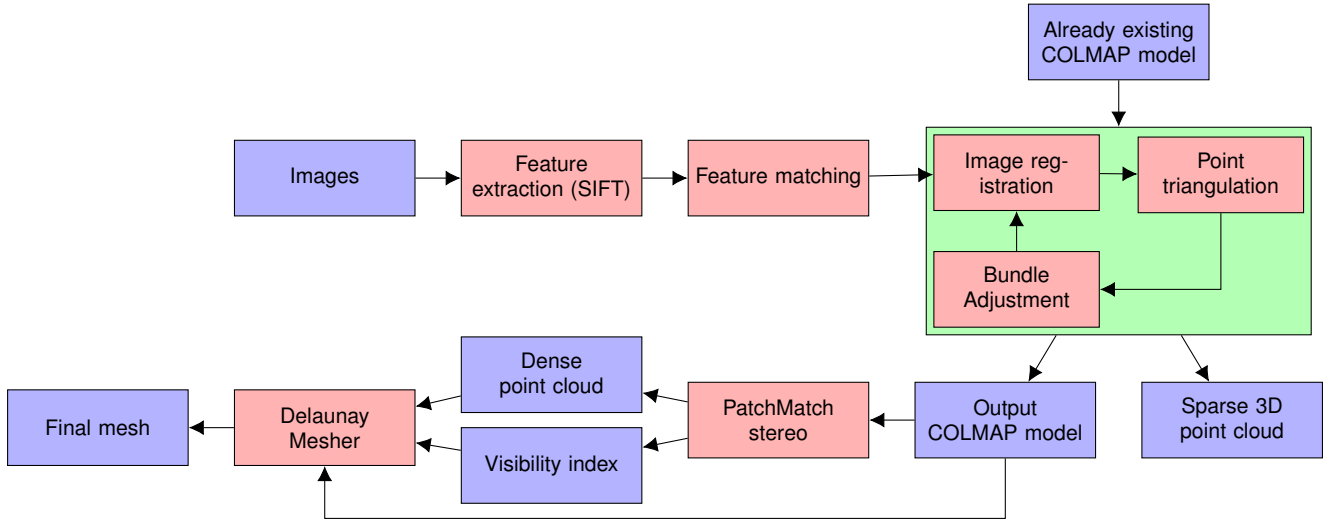 Already existing
COLMAP model
Images
Feature
extraction (SIFT)
Feature matching
Image reg-
istration
Point
triangulation
Bundle
Adjustment
Dense
point cloud
Final mesh
Delaunay
Mesher
PatchMatch
stereo
Output
COLMAP model
Sparse 3D
point cloud
Visibility index